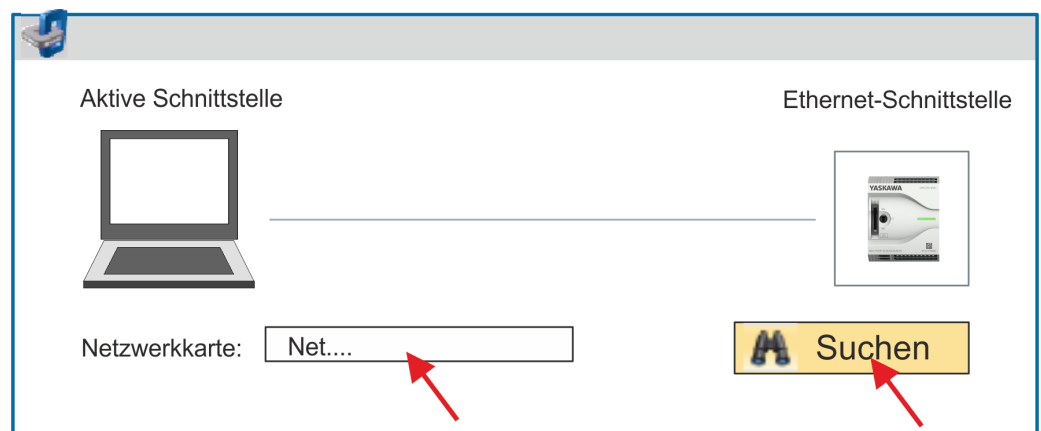 Aktive Schnittstelle
Ethernet-Schnittstelle
YASKAWA
Netzwerkkarte:
Net....
Suchen